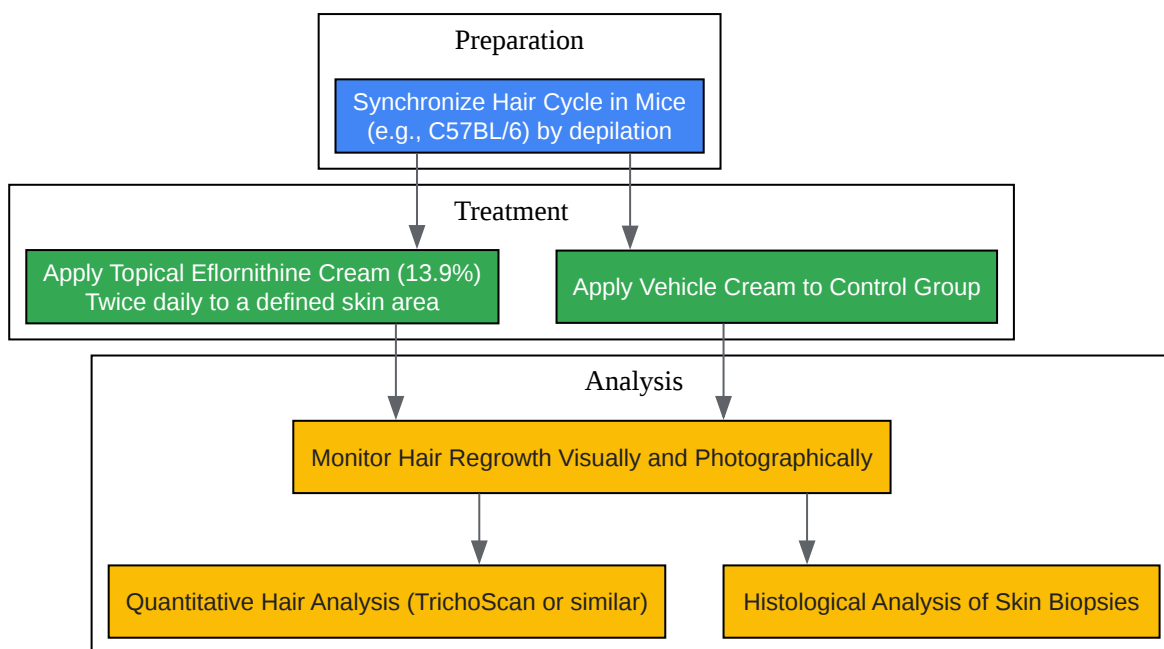 Preparation
Synchronize Hair Cycle in Mice
(e.g., C57BL/6) by depilation
Treatment
Apply Topical Eflornithine Cream (13.9%)
Twice daily to a defined skin area
Apply Vehicle Cream to Control Group
Analysis
Monitor Hair Regrowth Visually and Photographically
Quantitative Hair Analysis (TrichoScan or similar)
Histological Analysis of Skin Biopsies